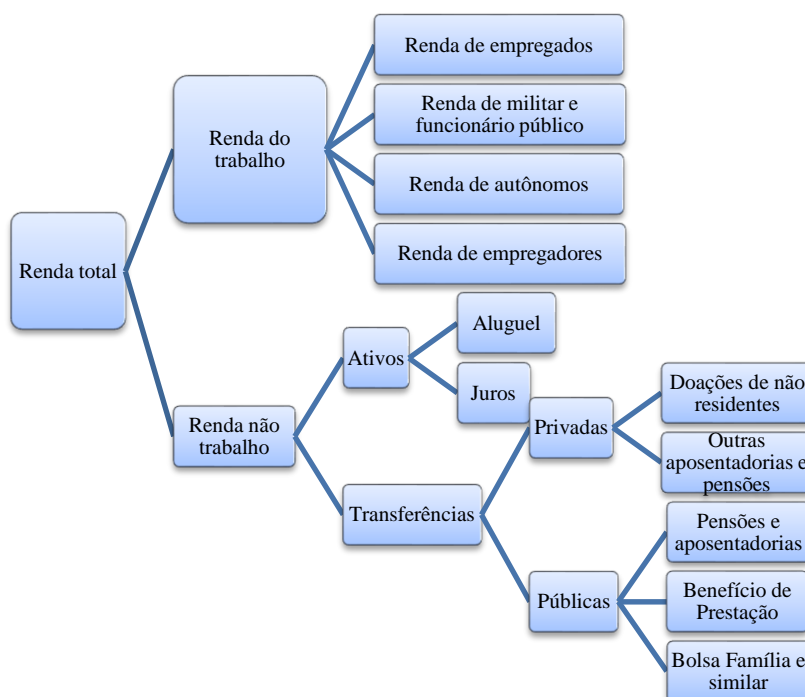 Renda total
Renda do
trabalho
Renda de empregados
Renda de militar e
funcionário público
Renda de autônomos
Renda de empregadores
Renda não
trabalho
Ativos
Aluguel
Juros
Transferências
Privadas
Doações de não
residentes
Outras
aposentadorias e
pensões
Públicas
Pensões e
aposentadorias
Benefício de
Prestação
Bolsa Família e
similar